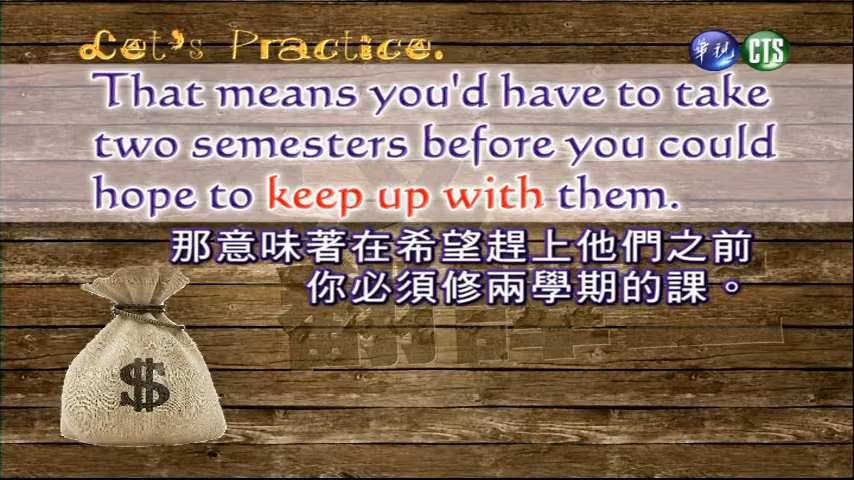 Let's Practice.
華視 CTS
That means you'd have to take
two semesters before you could
hope to keep up with them.
那意味著在希望趕上他們之前
你必須修兩學期的課。
$